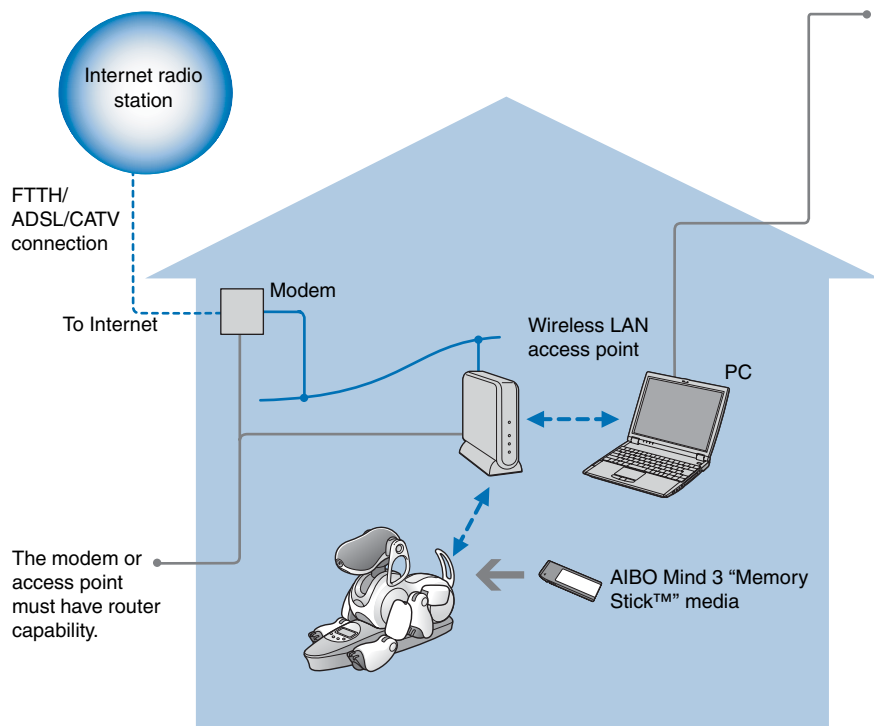 Internet radio
station
FTTH/
ADSL/CATV
connection
To Internet
Modem
Wireless LAN
access point
PC
The modem or
access point
must have router
capability.
AIBO Mind 3 “Memory
Stick™” media